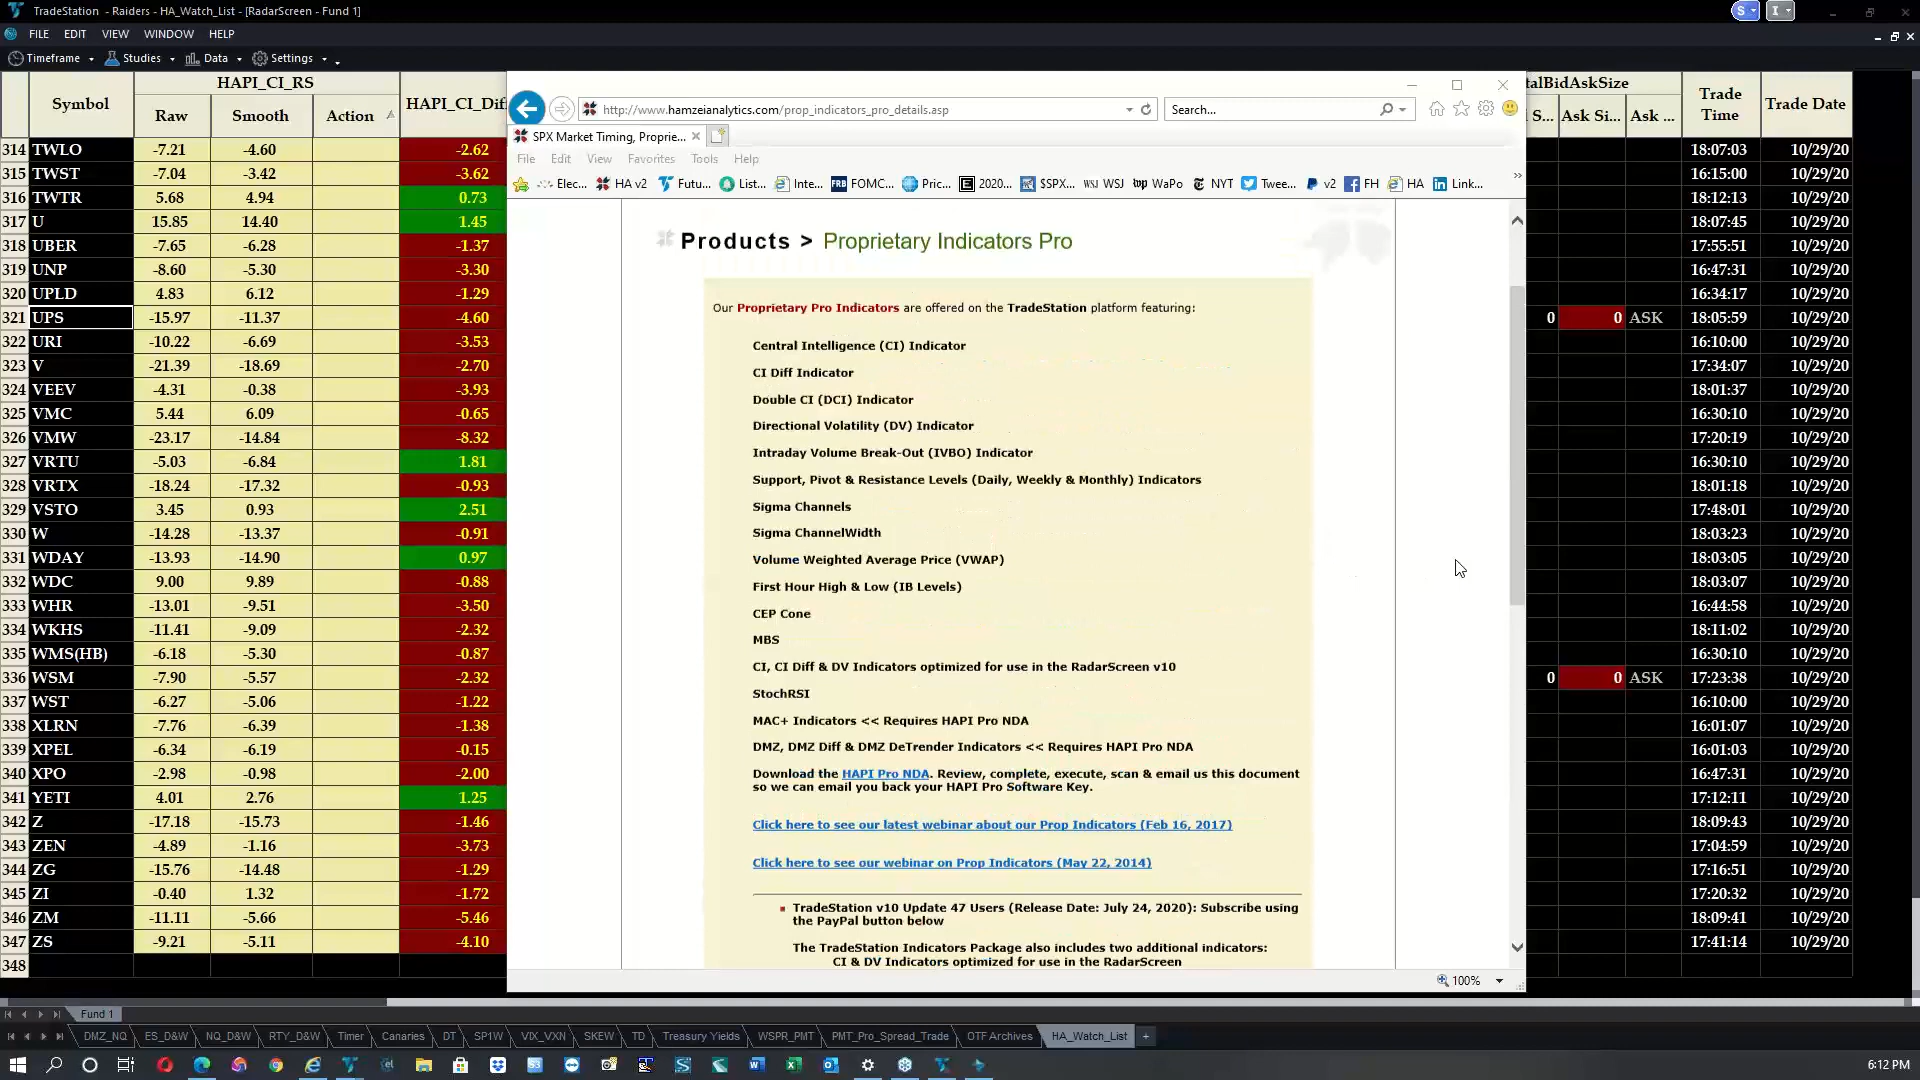 TradeStation - Raiders - HA_Watch_List - [RadarScreen - Fund 1]
S
I
FILE EDIT VIEW WINDOW HELP
Timeframe Studies Data Settings
Symbol HAPI_CI_RS HAPI_CI_Dif
Raw Smooth Action
talBidAskSize Trade Time Trade Date
S... Ask Si... Ask ...
314 TWLO -7.21 -4.60 -2.62 18:07:03 10/29/20
315 TWST -7.04 -3.42 -3.62 16:15:00 10/29/20
316 TWTR 5.68 4.94 0.73 18:12:13 10/29/20
317 U 15.85 14.40 1.45 18:07:45 10/29/20
318 UBER -7.65 -6.28 -1.37 17:55:51 10/29/20
319 UNP -8.60 -5.30 -3.30 16:47:31 10/29/20
320 UPLD 4.83 6.12 -1.29 16:34:17 10/29/20
321 UPS -15.97 -11.37 -4.60 0 0 ASK 18:05:59 10/29/20
322 URI -10.22 -6.69 -3.53 16:10:00 10/29/20
323 V -21.39 -18.69 -2.70 17:34:07 10/29/20
324 VEEV -4.31 -0.38 -3.93 18:01:37 10/29/20
325 VMC 5.44 6.09 -0.65 16:30:10 10/29/20
326 VMW -23.17 -14.84 -8.32 17:20:19 10/29/20
327 VRTU -5.03 -6.84 1.81 16:30:10 10/29/20
328 VRTX -18.24 -17.32 -0.93 18:01:18 10/29/20
329 VSTO 3.45 0.93 2.51 17:48:01 10/29/20
330 W -14.28 -13.37 -0.91 18:03:23 10/29/20
331 WDAY -13.93 -14.90 0.97 18:03:05 10/29/20
332 WDC 9.00 9.89 -0.88 18:03:07 10/29/20
333 WHR -13.01 -9.51 -3.50 16:44:58 10/29/20
334 WKHS -11.41 -9.09 -2.32 18:11:02 10/29/20
335 WMS(HB) -6.18 -5.30 -0.87 16:30:10 10/29/20
336 WSM -7.90 -5.57 -2.32 0 0 ASK 17:23:38 10/29/20
337 WST -6.27 -5.06 -1.22 16:10:00 10/29/20
338 XLRN -7.76 -6.39 -1.38 16:01:07 10/29/20
339 XPEL -6.34 -6.19 -0.15 16:01:03 10/29/20
340 XPO -2.98 -0.98 -2.00 16:47:31 10/29/20
341 YETI 4.01 2.76 1.25 17:12:11 10/29/20
342 Z -17.18 -15.73 -1.46 18:09:43 10/29/20
343 ZEN -4.89 -1.16 -3.73 17:04:59 10/29/20
344 ZG -15.76 -14.48 -1.29 17:16:51 10/29/20
345 ZI -0.40 1.32 -1.72 17:20:32 10/29/20
346 ZM -11.11 -5.66 -5.46 18:09:41 10/29/20
347 ZS -9.21 -5.11 -4.10 17:41:14 10/29/20
348
http://www.hamzeianalytics.com/prop_indicators_pro_details.asp Search...
SPX Market Timing, Proprie...
File Edit View Favorites Tools Help
Elec... HA v2 Futu... List... Inte... FRB FOMC... Pric... 2020... $SPX... WSJ WSJ wp WaPo NYT Twee... v2 FH HA Link...
Products > Proprietary Indicators Pro
Our Proprietary Pro Indicators are offered on the TradeStation platform featuring:
Central Intelligence (CI) Indicator
CI Diff Indicator
Double CI (DCI) Indicator
Directional Volatility (DV) Indicator
Intraday Volume Break-Out (IVBO) Indicator
Support, Pivot & Resistance Levels (Daily, Weekly & Monthly) Indicators
Sigma Channels
Sigma ChannelWidth
Volume Weighted Average Price (VWAP)
First Hour High & Low (IB Levels)
CEP Cone
MBS
CI, CI Diff & DV Indicators optimized for use in the RadarScreen v10
StochRSI
MAC+ Indicators << Requires HAPI Pro NDA
DMZ, DMZ Diff & DMZ DeTrender Indicators << Requires HAPI Pro NDA
Download the HAPI Pro NDA. Review, complete, execute, scan & email us this document
so we can email you back your HAPI Pro Software Key.
Click here to see our latest webinar about our Prop Indicators (Feb 16, 2017)
Click here to see our webinar on Prop Indicators (May 22, 2014)
TradeStation v10 Update 47 Users (Release Date: July 24, 2020): Subscribe using
the PayPal button below
The TradeStation Indicators Package also includes two additional indicators:
CI & DV Indicators optimized for use in the RadarScreen
100%
Fund 1
DMZ_NQ ES_D&W NQ_D&W RTY_D&W Timer Canaries DT SP1W VIX_VXN SKEW TD Treasury Yields WSPR_PMT PMT_Pro_Spread_Trade OTF Archives HA_Watch_List +
6:12 PM